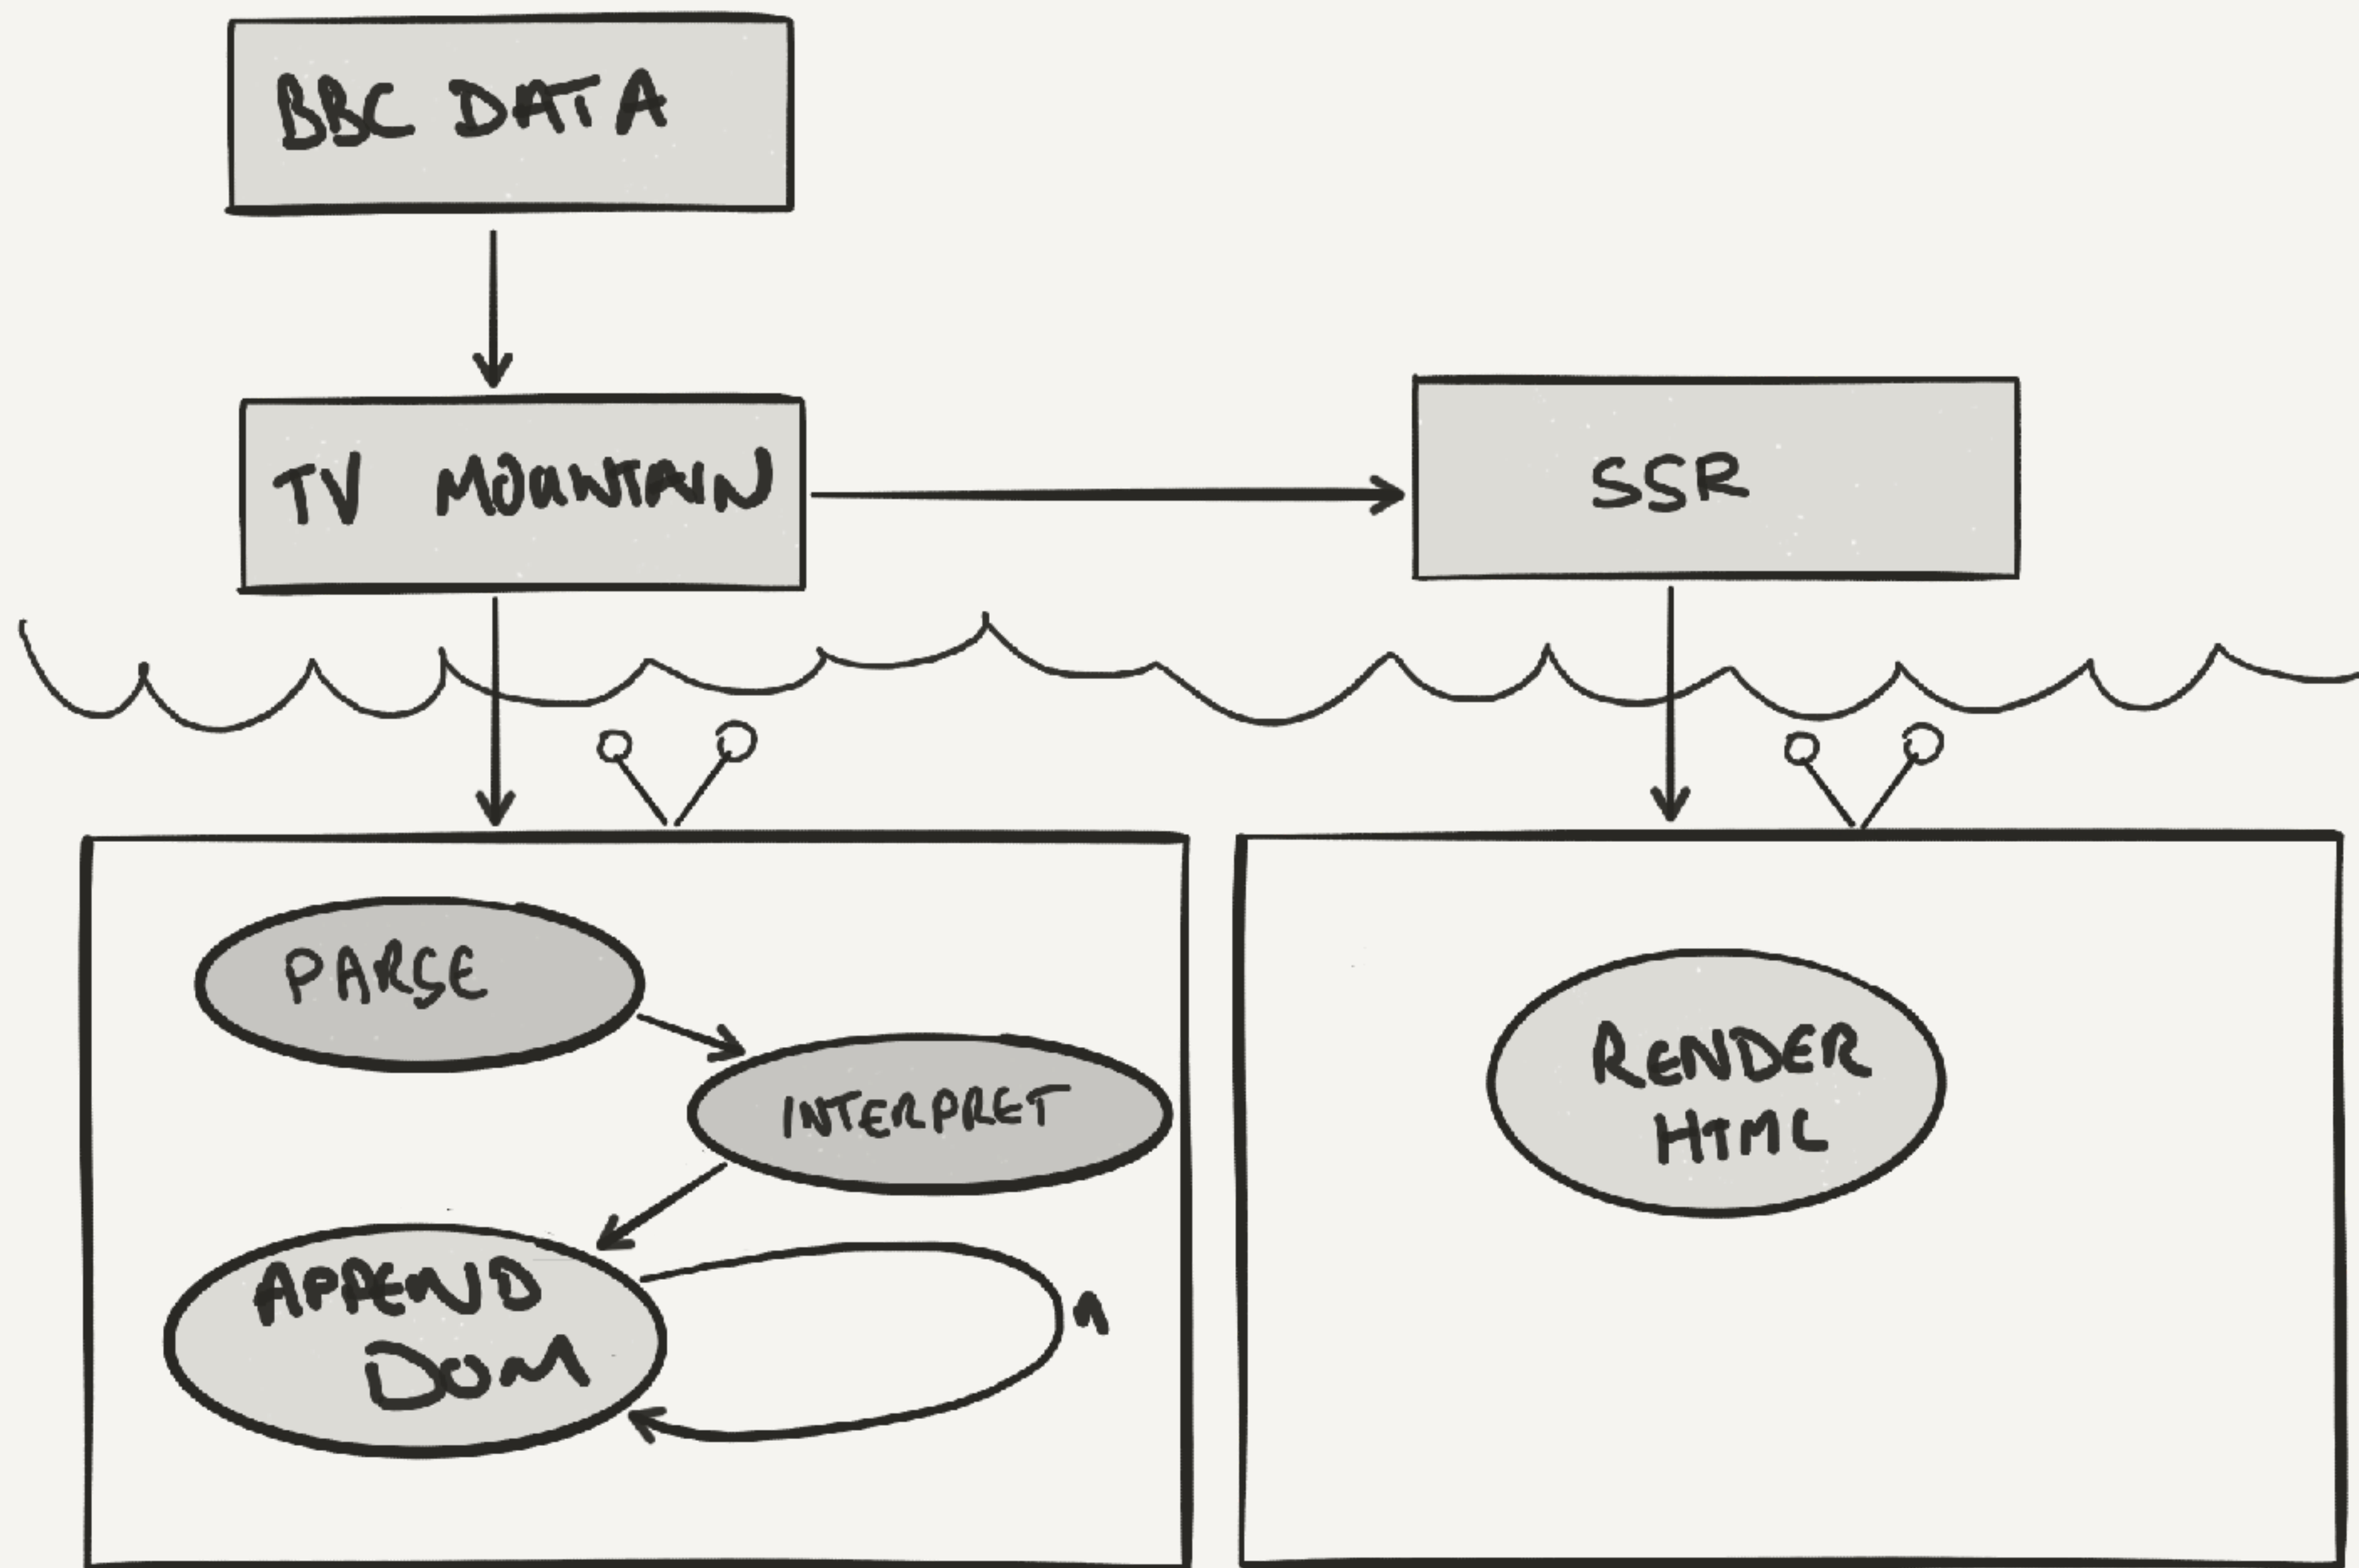 BBC DATA
TV MOUNTAIN
SSR
PARSE
INTERPRET
APPEND
DOM
n
RENDER
HTML